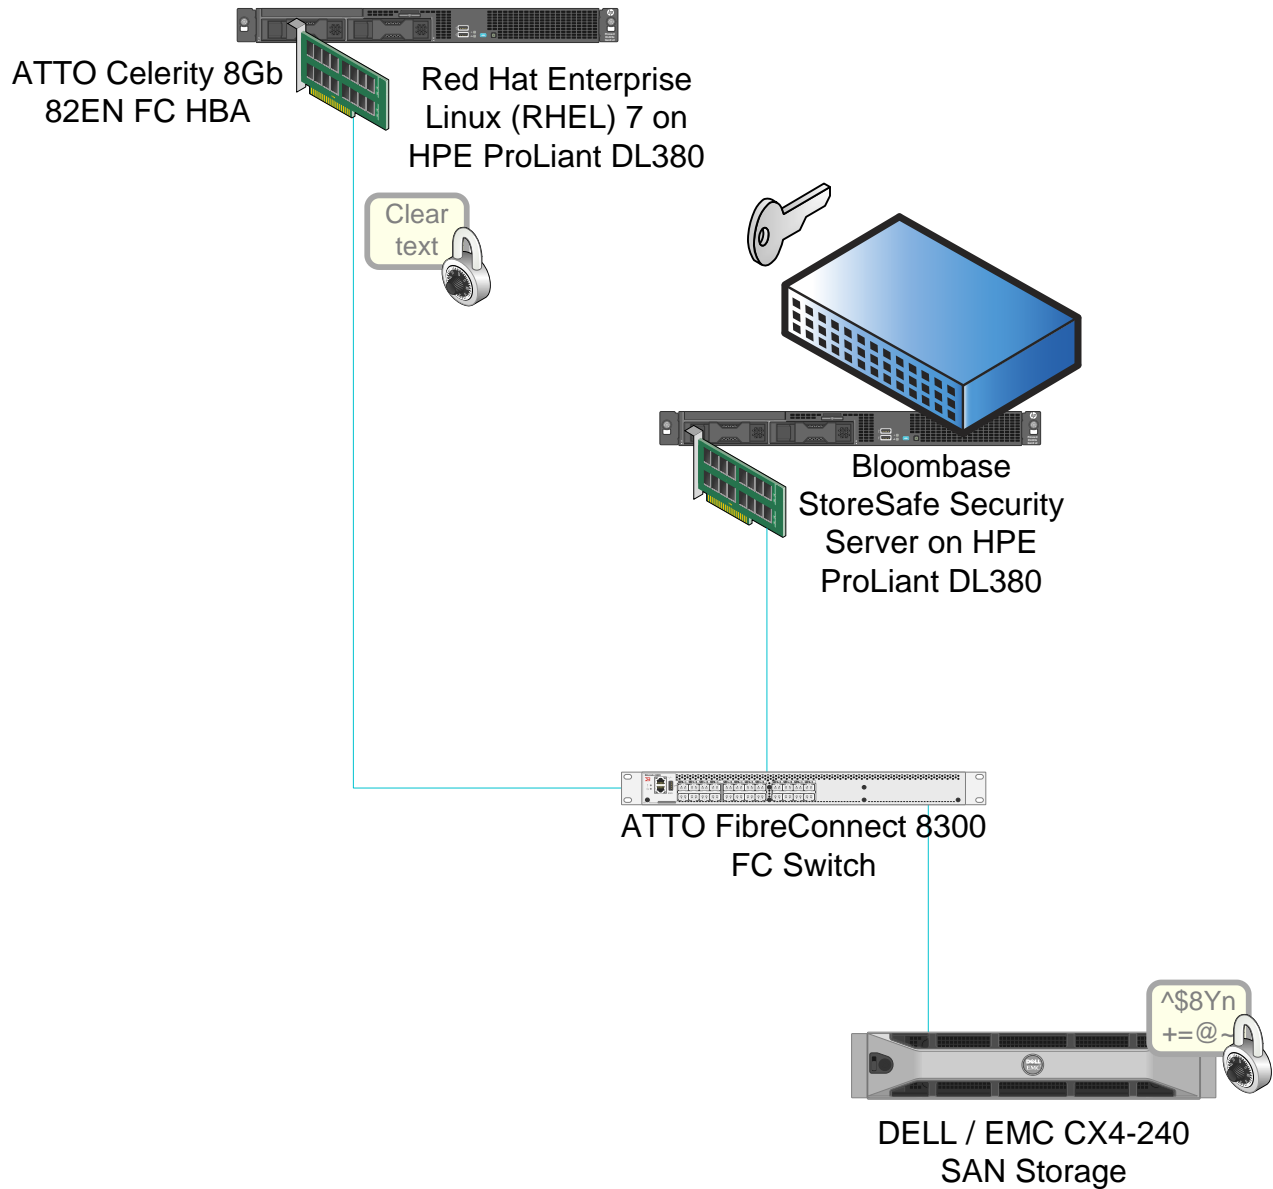 ATTO Celerity 8Gb
82EN FC HBA
Red Hat Enterprise
Linux (RHEL) 7 on
HPE ProLiant DL380
Clear
text
Bloombase
StoreSafe Security
Server on HPE
ProLiant DL380
ATTO FibreConnect 8300
FC Switch
^$8Yn
+=@~
DELL
EMC
DELL / EMC CX4-240
SAN Storage